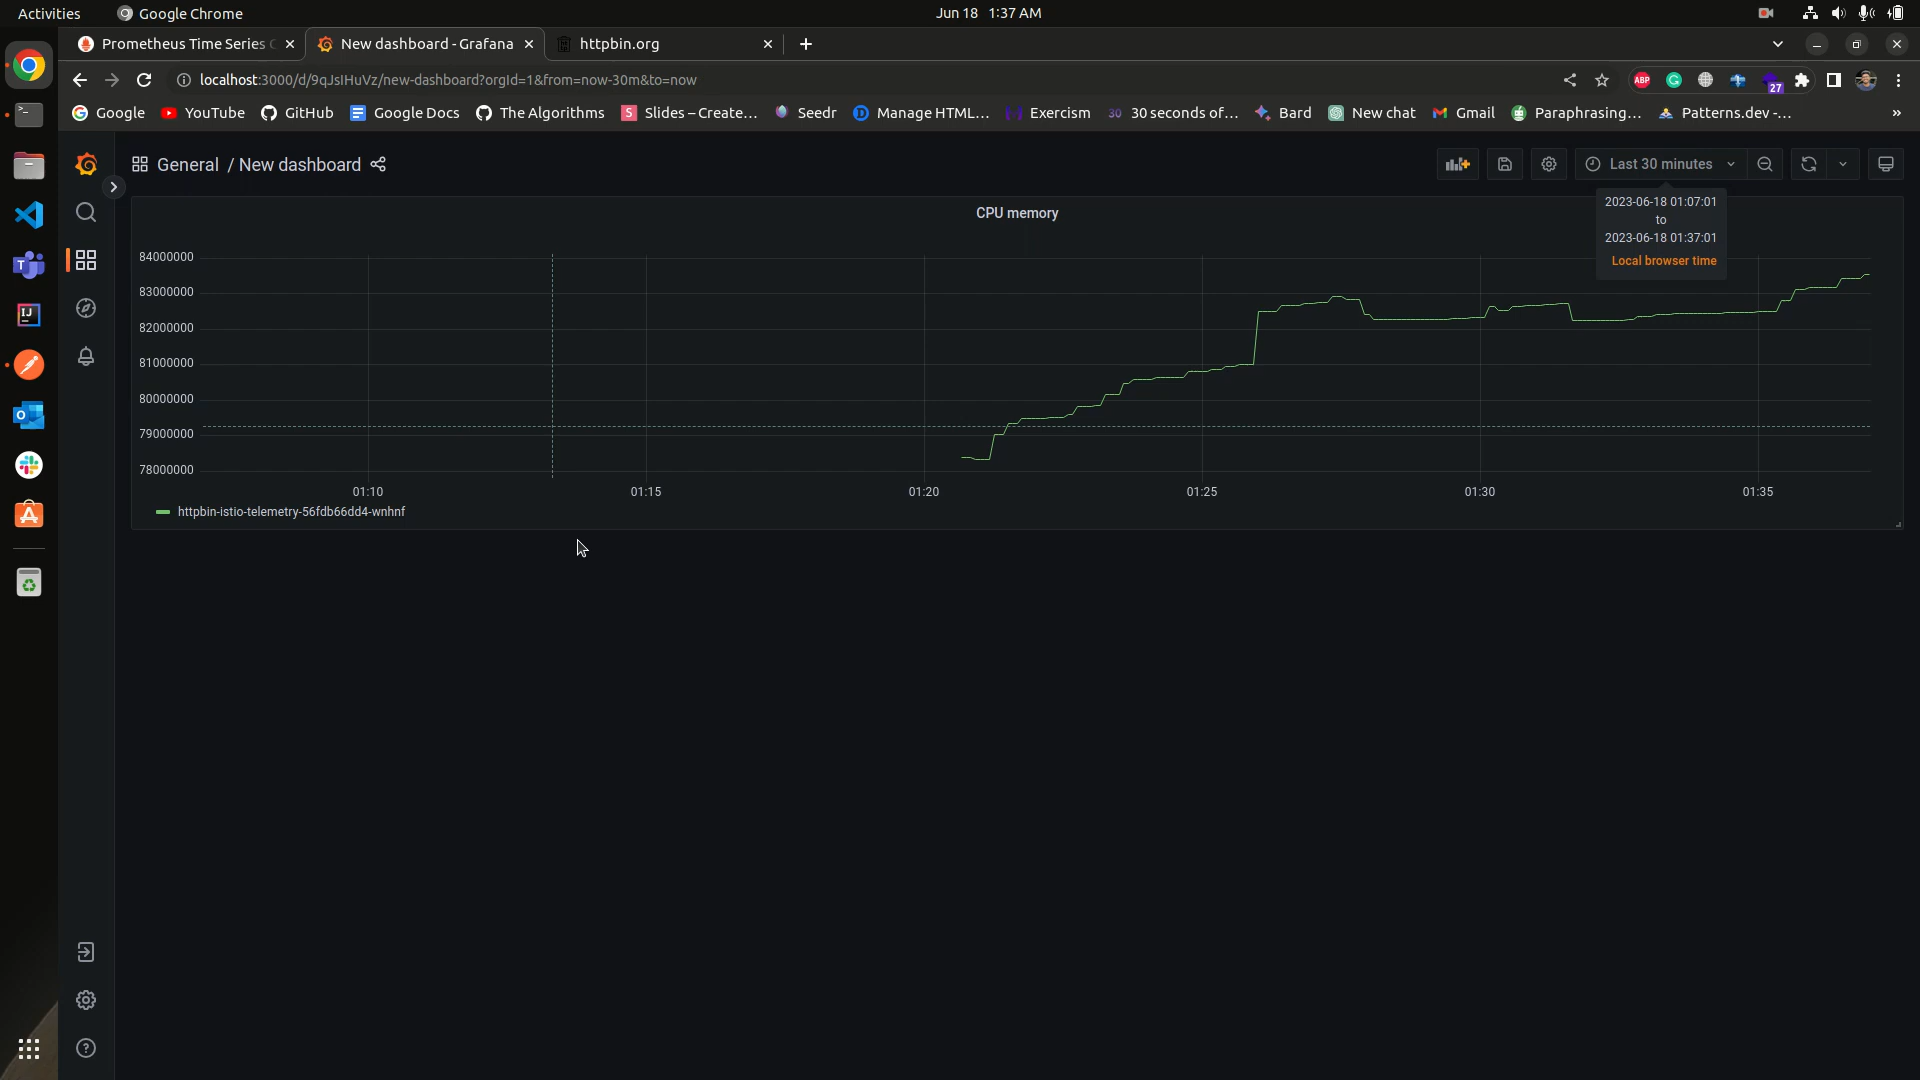 Activities
Google Chrome
Jun 18 1:37 AM
Prometheus Time Series C
New dashboard - Grafana
httpbin.org
localhost:3000/d/9qJsIHuVz/new-dashboard?orgId=1&from=now-30m&to=now
ABP
27
Google
YouTube
GitHub
Google Docs
The Algorithms
S
Slides – Create...
Seedr
D
Manage HTML...
Exercism
30
30 seconds of...
Bard
New chat
Gmail
Paraphrasing...
Patterns.dev -...
»
General / New dashboard
Last 30 minutes
2023-06-18 01:07:01
to
2023-06-18 01:37:01
Local browser time
CPU memory
84000000
83000000
82000000
81000000
80000000
79000000
78000000
01:10
01:15
01:20
01:25
01:30
01:35
httpbin-istio-telemetry-56fdb66dd4-wnhnf